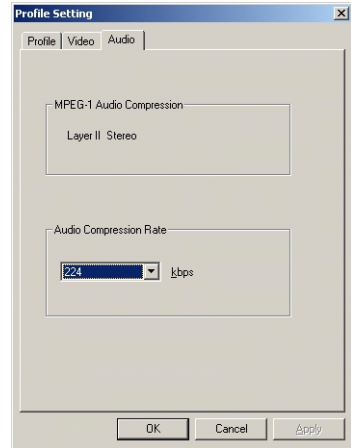 Profile Setting
Profile Video Audio
MPEG-1 Audio Compression
Layer II Stereo
Audio Compression Rate
224 kbps
OK Cancel Apply